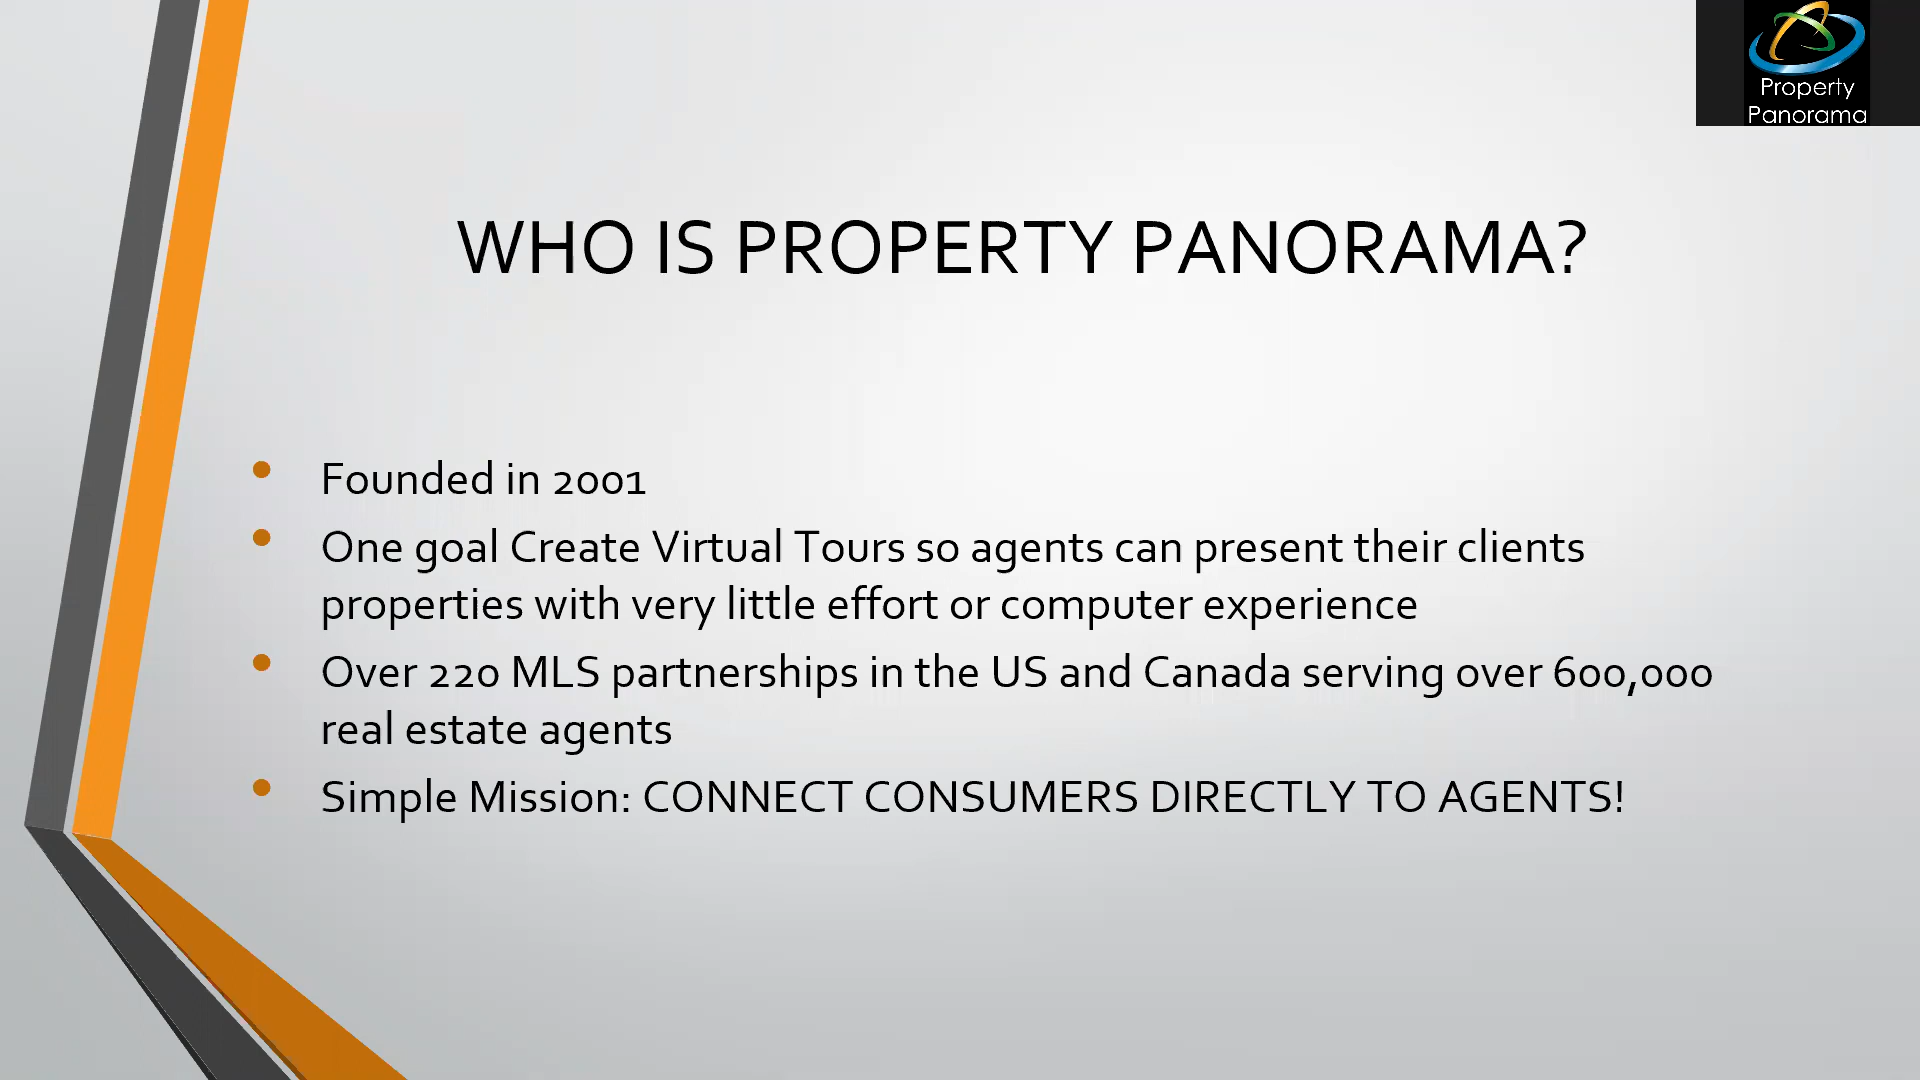 Property
Panorama
WHO IS PROPERTY PANORAMA?
• Founded in 2001
• One goal Create Virtual Tours so agents can present their clients
properties with very little effort or computer experience
• Over 220 MLS partnerships in the US and Canada serving over 600,000
real estate agents
• Simple Mission: CONNECT CONSUMERS DIRECTLY TO AGENTS!